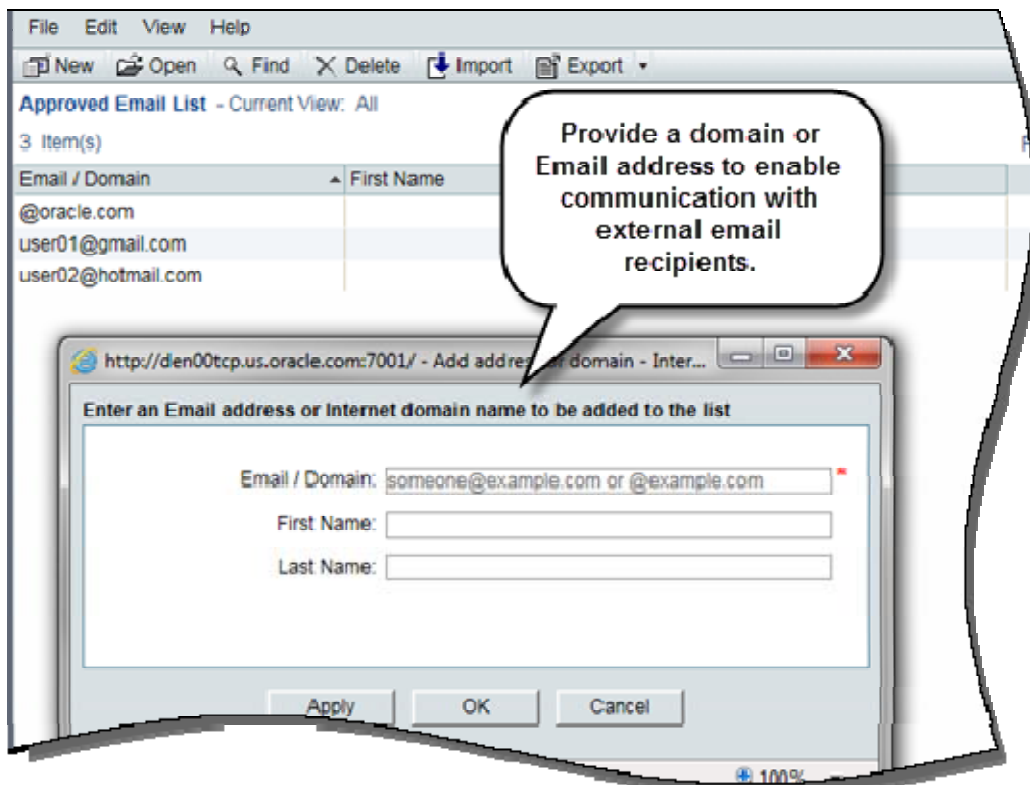 File Edit View Help
New Open Find Delete Import Export
Approved Email List - Current View: All
3 Item(s)
Email / Domain First Name
@oracle.com
user01@gmail.com
user02@hotmail.com
Provide a domain or
Email address to enable
communication with
external email
recipients.
http://dlen00tcp.us.oracle.com:7001/ - Add addre domain - Inter...
Enter an Email address or Internet domain name to be added to the list
Email / Domain: someone@example.com or @example.com *
First Name:
Last Name:
Apply OK Cancel
100%